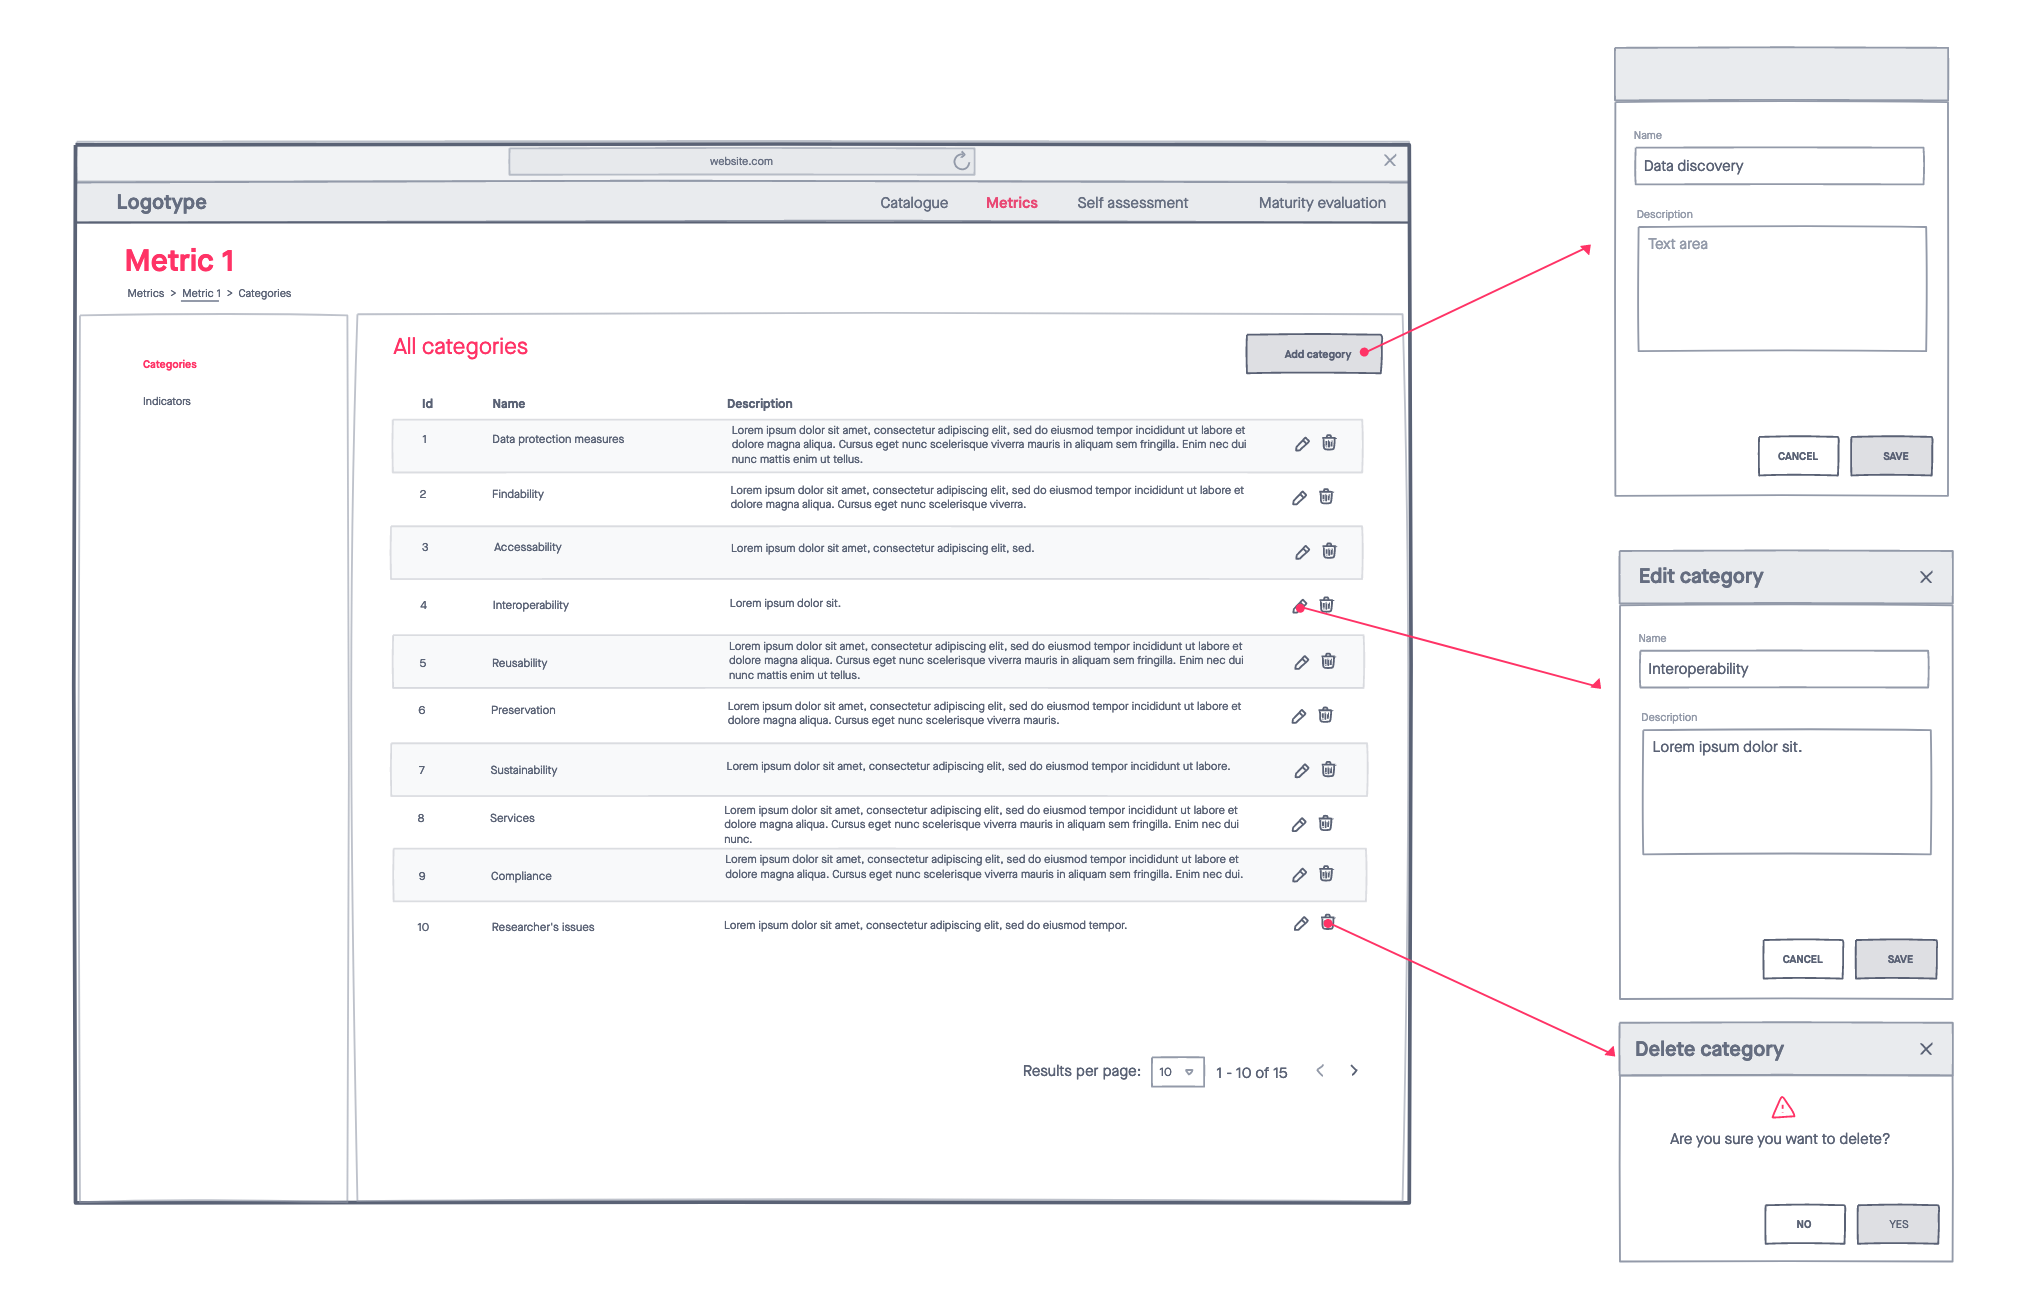 website.com
Logotype
Catalogue
Metrics
Self assessment
Maturity evaluation
Metric 1
Metrics > Metric 1 > Categories
Categories
Indicators
All categories
Add category
Id Name Description
1 Data protection measures
Lorem ipsum dolor sit amet, consectetur adipiscing elit, sed do eiusmod tempor incididunt ut labore et
dolore magna aliqua. Cursus eget nunc scelerisque viverra mauris in aliquam sem fringilla. Enim nec dui
nunc mattis enim ut tellus.
2 Findability
Lorem ipsum dolor sit amet, consectetur adipiscing elit, sed do eiusmod tempor incididunt ut labore et
dolore magna aliqua. Cursus eget nunc scelerisque viverra.
3 Accessability
Lorem ipsum dolor sit amet, consectetur adipiscing elit, sed.
4 Interoperability
Lorem ipsum dolor sit.
5 Reusability
Lorem ipsum dolor sit amet, consectetur adipiscing elit, sed do eiusmod tempor incididunt ut labore et
dolore magna aliqua. Cursus eget nunc scelerisque viverra mauris in aliquam sem fringilla. Enim nec dui
nunc mattis enim ut tellus.
6 Preservation
Lorem ipsum dolor sit amet, consectetur adipiscing elit, sed do eiusmod tempor incididunt ut labore et
dolore magna aliqua. Cursus eget nunc scelerisque viverra mauris.
7 Sustainability
Lorem ipsum dolor sit amet, consectetur adipiscing elit, sed do eiusmod tempor incididunt ut labore.
8 Services
Lorem ipsum dolor sit amet, consectetur adipiscing elit, sed do eiusmod tempor incididunt ut labore et
dolore magna aliqua. Cursus eget nunc scelerisque viverra mauris in aliquam sem fringilla. Enim nec dui
nunc.
9 Compliance
Lorem ipsum dolor sit amet, consectetur adipiscing elit, sed do eiusmod tempor incididunt ut labore et
dolore magna aliqua. Cursus eget nunc scelerisque viverra mauris in aliquam sem fringilla. Enim nec dui.
10 Researcher's issues
Lorem ipsum dolor sit amet, consectetur adipiscing elit, sed do eiusmod tempor.
Results per page: 10 1 - 10 of 15
Name
Data discovery
Description
Text area
CANCEL SAVE
Edit category
Name
Interoperability
Description
Lorem ipsum dolor sit.
CANCEL SAVE
Delete category
Are you sure you want to delete?
NO YES